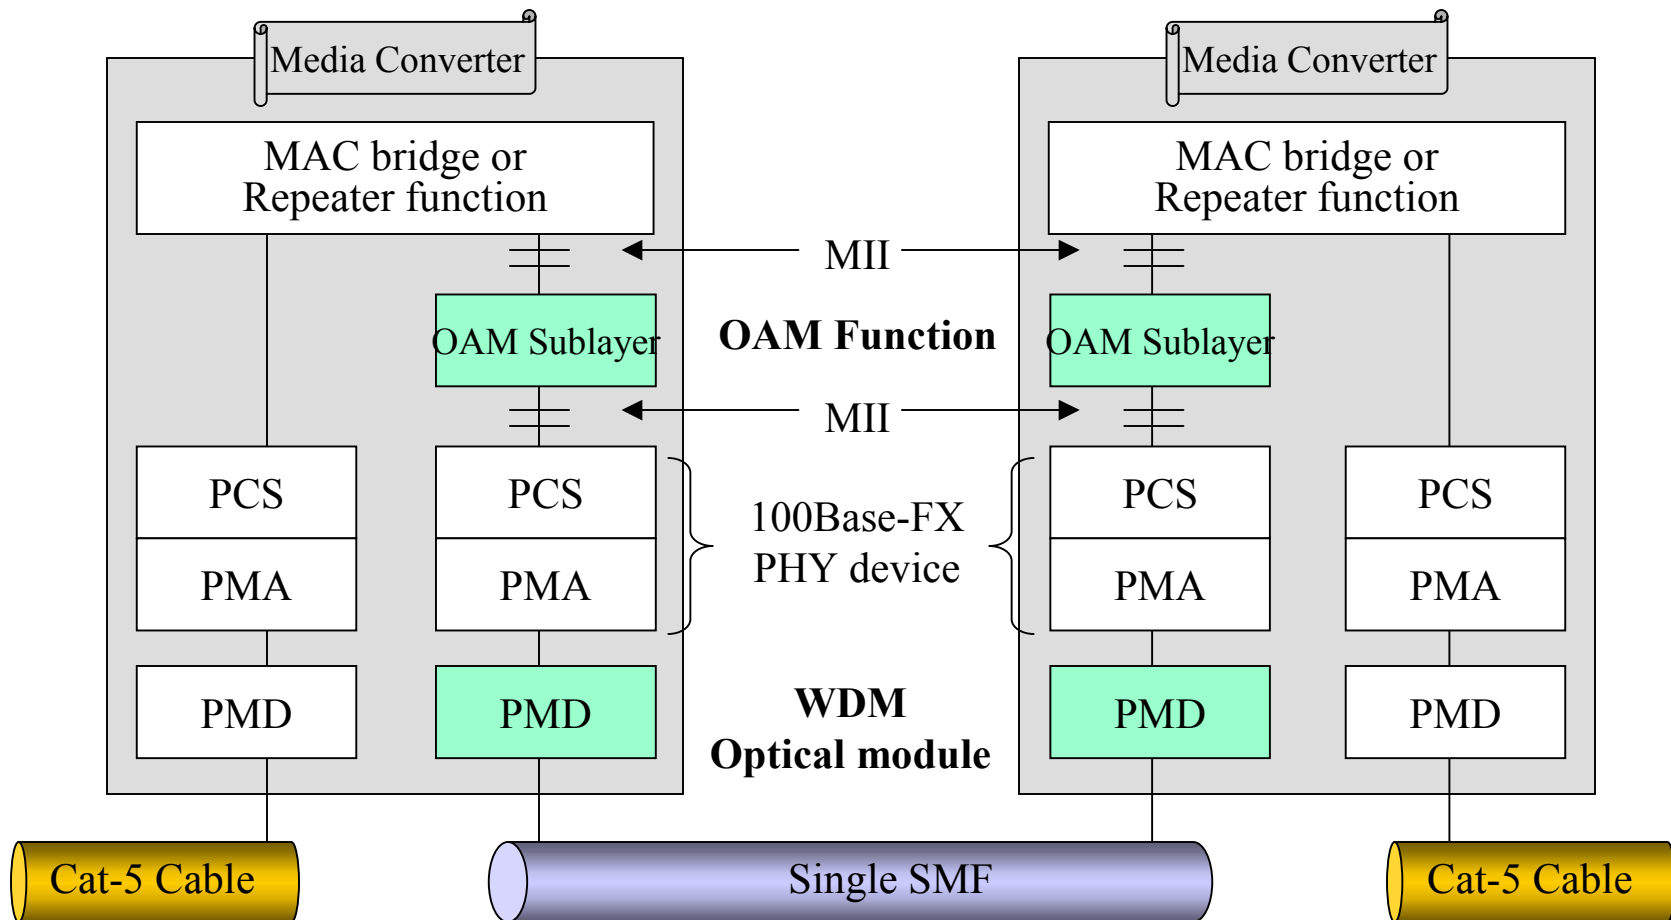 Media Converter
Media Converter
MAC bridge or
Repeater function
MAC bridge or
Repeater function
MII
OAM Sublayer
OAM Function
OAM Sublayer
MII
PCS
PCS
100Base-FX
PHY device
PCS
PCS
PMA
PMA
PMA
PMA
PMD
PMD
WDM
Optical module
PMD
PMD
Cat-5 Cable
Single SMF
Cat-5 Cable